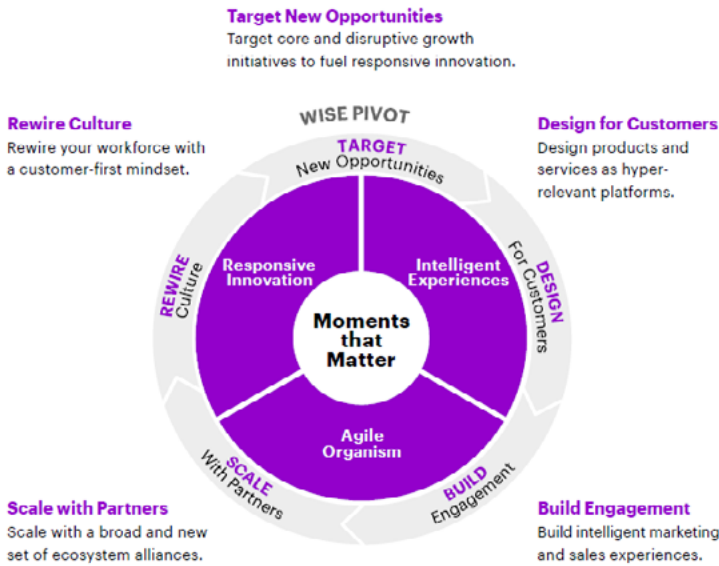 Target New Opportunities
Target core and disruptive growth
initiatives to fuel responsive innovation.
Rewire Culture
Rewire your workforce with
a customer-first mindset.
Design for Customers
Design products and
services as hyper-
relevant platforms.
WISE PIVOT
TARGET
New Opportunities
REWIRE
Culture
DESIGN
For Customers
Responsive
Innovation
Intelligent
Experiences
Moments
that
Matter
Agile
Organism
SCALE
With Partners
BUILD
Engagement
Scale with Partners
Scale with a broad and new
set of ecosystem alliances.
Build Engagement
Build intelligent marketing
and sales experiences.